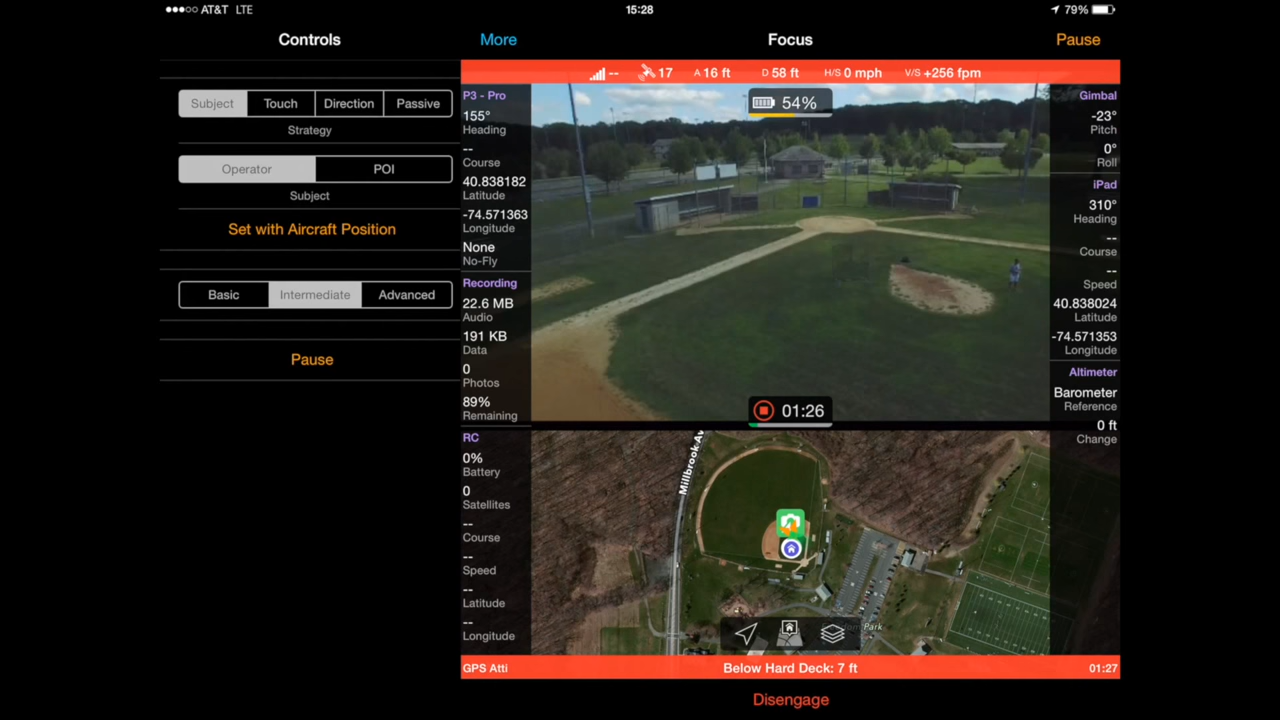 AT&T LTE
15:28
79%
Controls
More
Focus
Pause
-- 17 A 16 ft D 58 ft H/S 0 mph V/S +256 fpm
Subject Touch Direction Passive
Strategy
Operator POI
Subject
Set with Aircraft Position
Basic Intermediate Advanced
Pause
P3 - Pro
155°
Heading
--
Course
40.838182
Latitude
-74.571363
Longitude
None
No-Fly
Recording
22.6 MB
Audio
191 KB
Data
0
Photos
89%
Remaining
RC
0%
Battery
0
Satellites
--
Course
--
Speed
--
Latitude
--
Longitude
54%
N
01:26
Gimbal
-23°
Pitch
0°
Roll
iPad
310°
Heading
--
Course
--
Speed
40.838024
Latitude
-74.571353
Longitude
Altimeter
Barometer
Reference
0 ft
Change
Millbrook Av
Park
GPS Atti
Below Hard Deck: 7 ft
01:27
Disengage